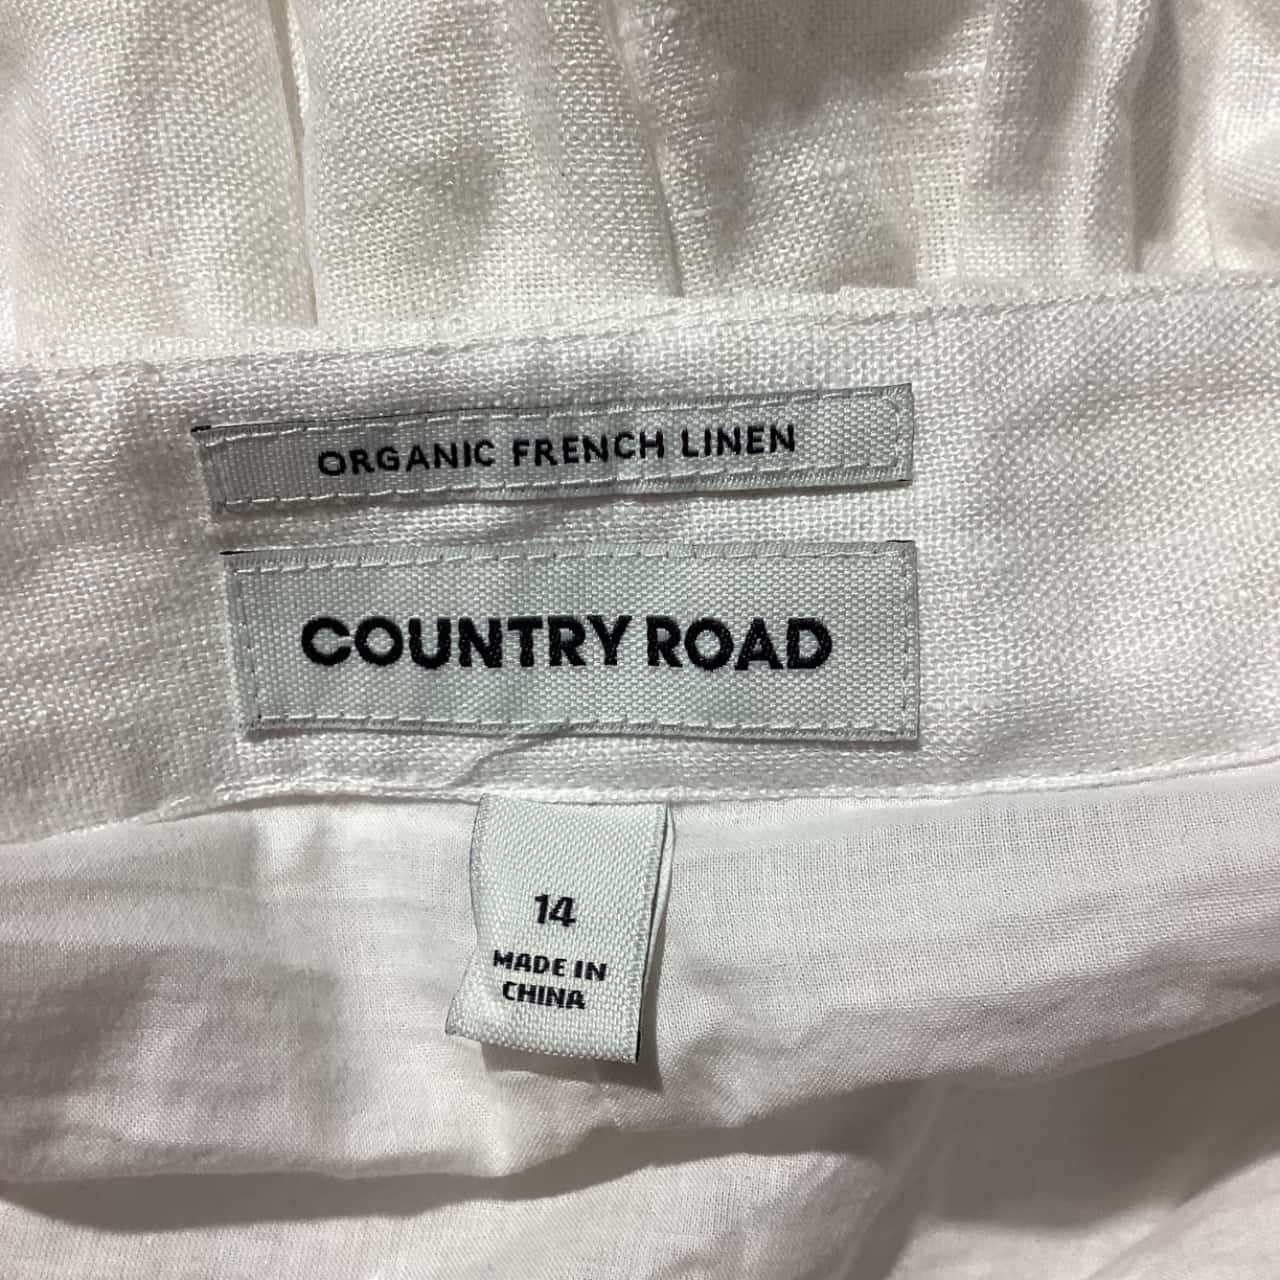 ORGANIC FRENCH LINEN
COUNTRY ROAD
14
MADE IN
CHINA